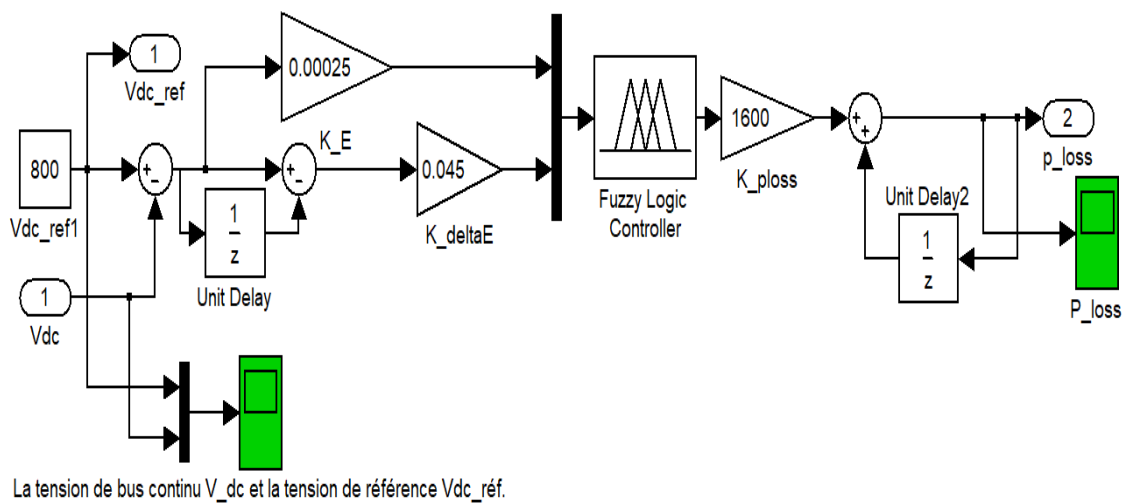 1
Vdc_ref
0.00025
800
Vdc_ref1
+
-
1
z
Unit Delay
+
-
K_E
0.045
K_deltaE
Fuzzy Logic
Controller
1600
K_ploss
+
+
Unit Delay2
1
z
2
p_loss
P_loss
1
Vdc
La tension de bus continu V_dc et la tension de référence Vdc_réf.